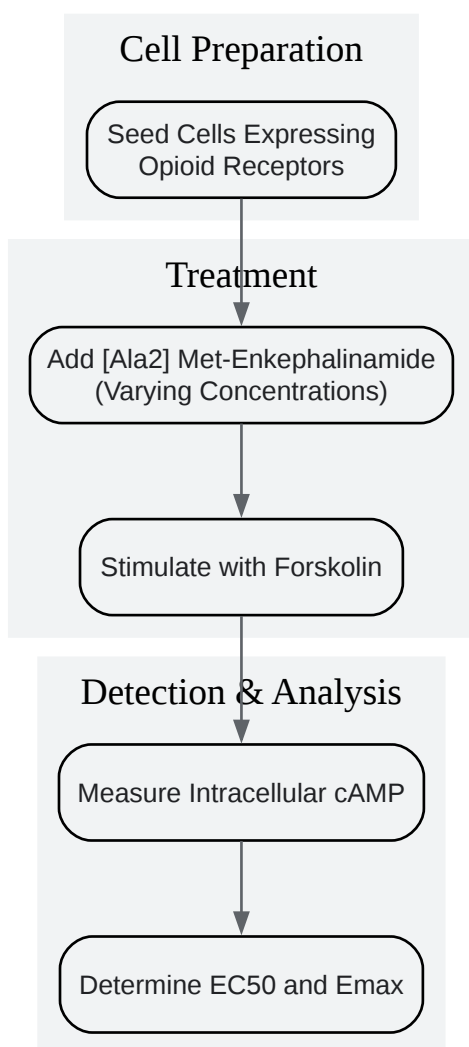 Cell Preparation
Seed Cells Expressing
Opioid Receptors
Treatment
Add [Ala2] Met-Enkephalinamide
(Varying Concentrations)
Stimulate with Forskolin
Detection & Analysis
Measure Intracellular cAMP
Determine EC50 and Emax